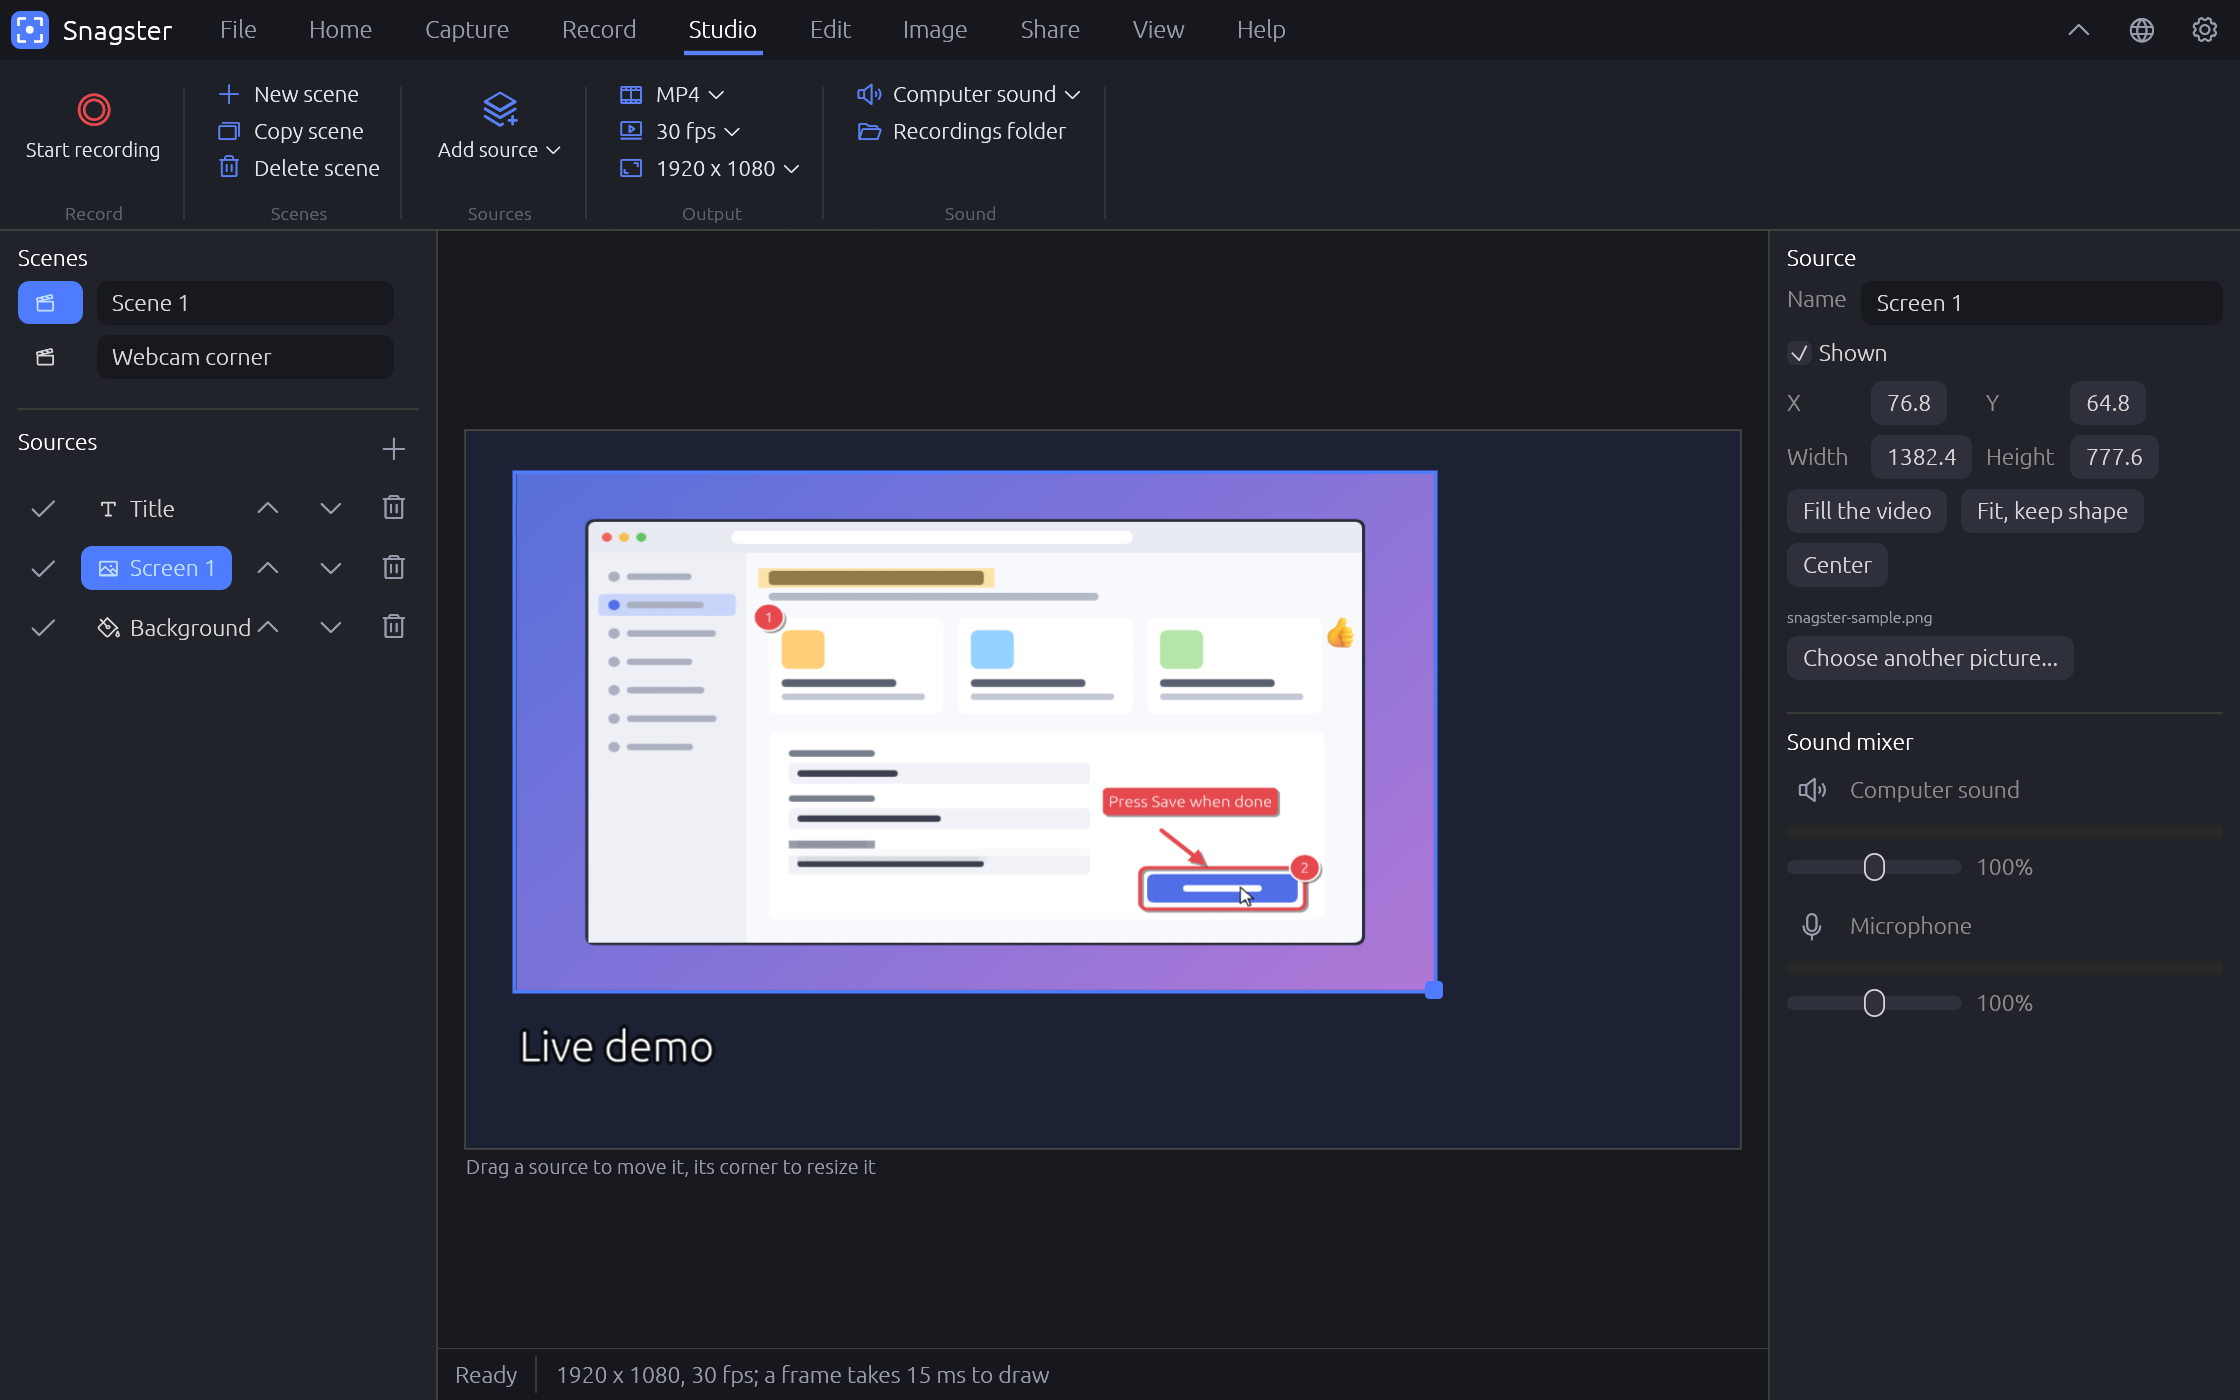 Snagster File Home Capture Record Studio Edit Image Share View Help
Start recording
Record
New scene
Copy scene
Delete scene
Scenes
Add source
Sources
MP4
30 fps
1920 x 1080
Output
Computer sound
Recordings folder
Sound
Scenes
Scene 1
Webcam corner
Sources
Title
Screen 1
Background
1
Press Save when done
2
Live demo
Drag a source to move it, its corner to resize it
Ready 1920 x 1080, 30 fps; a frame takes 15 ms to draw
Source
Name Screen 1
Shown
X 76.8 Y 64.8
Width 1382.4 Height 777.6
Fill the video Fit, keep shape
Center
snagster-sample.png
Choose another picture...
Sound mixer
Computer sound
100%
Microphone
100%